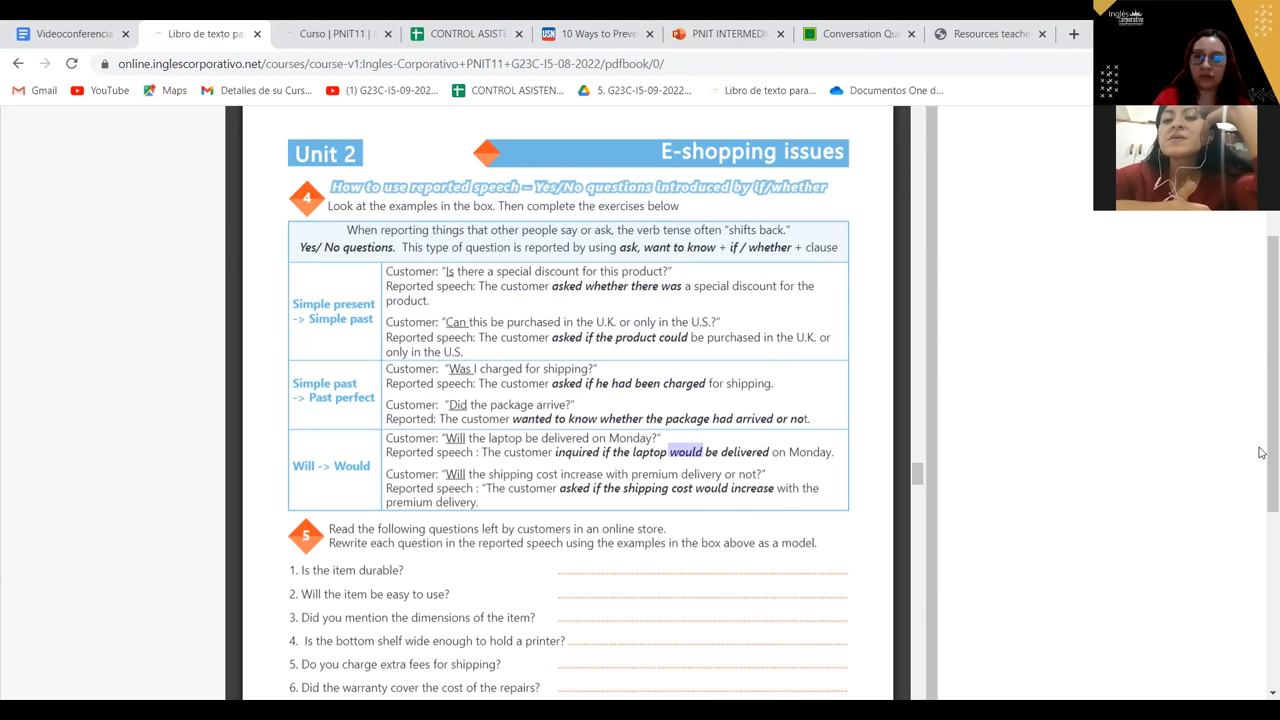 Videoconferencia
Libro de texto pa
Curso | PNIT11 | I
CONTROL ASISTE
10 Ways to Preve
PNIT INTERMEDI
Conversation Qu
Resources teache
online.inglescorporativo.net/courses/course-v1:Ingles-Corporativo+PNIT11+G23C-I5-08-2022/pdfbook/0/
Gmail
YouTube
Maps
Detalles de su Curs...
(1) G23C-I5-09-202...
CONTROL ASISTEN...
5. G23C-I5-09-2022...
Libro de texto para...
Documentos One d...
Inglés
Corporativo
Unit 2
E-shopping issues
4
How to use reported speech – Yes/No questions introduced by if/whether
Look at the examples in the box. Then complete the exercises below
When reporting things that other people say or ask, the verb tense often “shifts back.”
Yes/ No questions. This type of question is reported by using ask, want to know + if / whether + clause
Simple present
-> Simple past
Customer: “Is there a special discount for this product?”
Reported speech: The customer asked whether there was a special discount for the
product.
Customer: “Can this be purchased in the U.K. or only in the U.S.?”
Reported speech: The customer asked if the product could be purchased in the U.K. or
only in the U.S.
Simple past
-> Past perfect
Customer: “Was I charged for shipping?”
Reported speech: The customer asked if he had been charged for shipping.
Customer: “Did the package arrive?”
Reported: The customer wanted to know whether the package had arrived or not.
Will -> Would
Customer: “Will the laptop be delivered on Monday?”
Reported speech : The customer inquired if the laptop would be delivered on Monday.
Customer: “Will the shipping cost increase with premium delivery or not?”
Reported speech : “The customer asked if the shipping cost would increase with the
premium delivery.
5
Read the following questions left by customers in an online store.
Rewrite each question in the reported speech using the examples in the box above as a model.
1. Is the item durable?
2. Will the item be easy to use?
3. Did you mention the dimensions of the item?
4. Is the bottom shelf wide enough to hold a printer?
5. Do you charge extra fees for shipping?
6. Did the warranty cover the cost of the repairs?